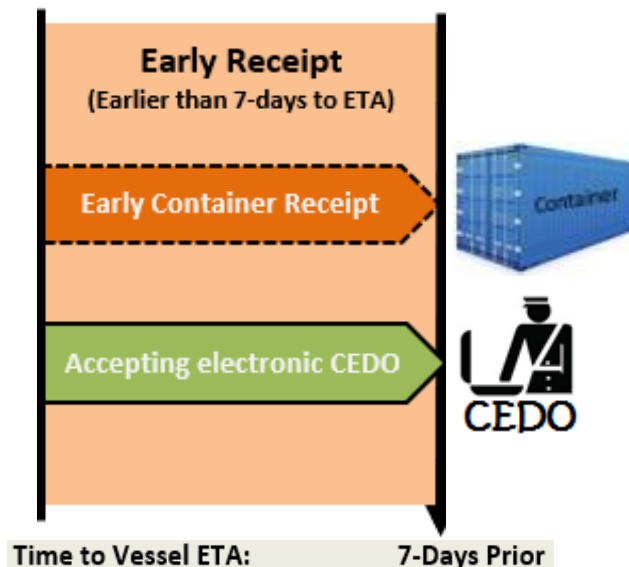 Early Receipt
(Earlier than 7-days to ETA)
Early Container Receipt
Container
Accepting electronic CEDO
CEDO
Time to Vessel ETA: 7-Days Prior